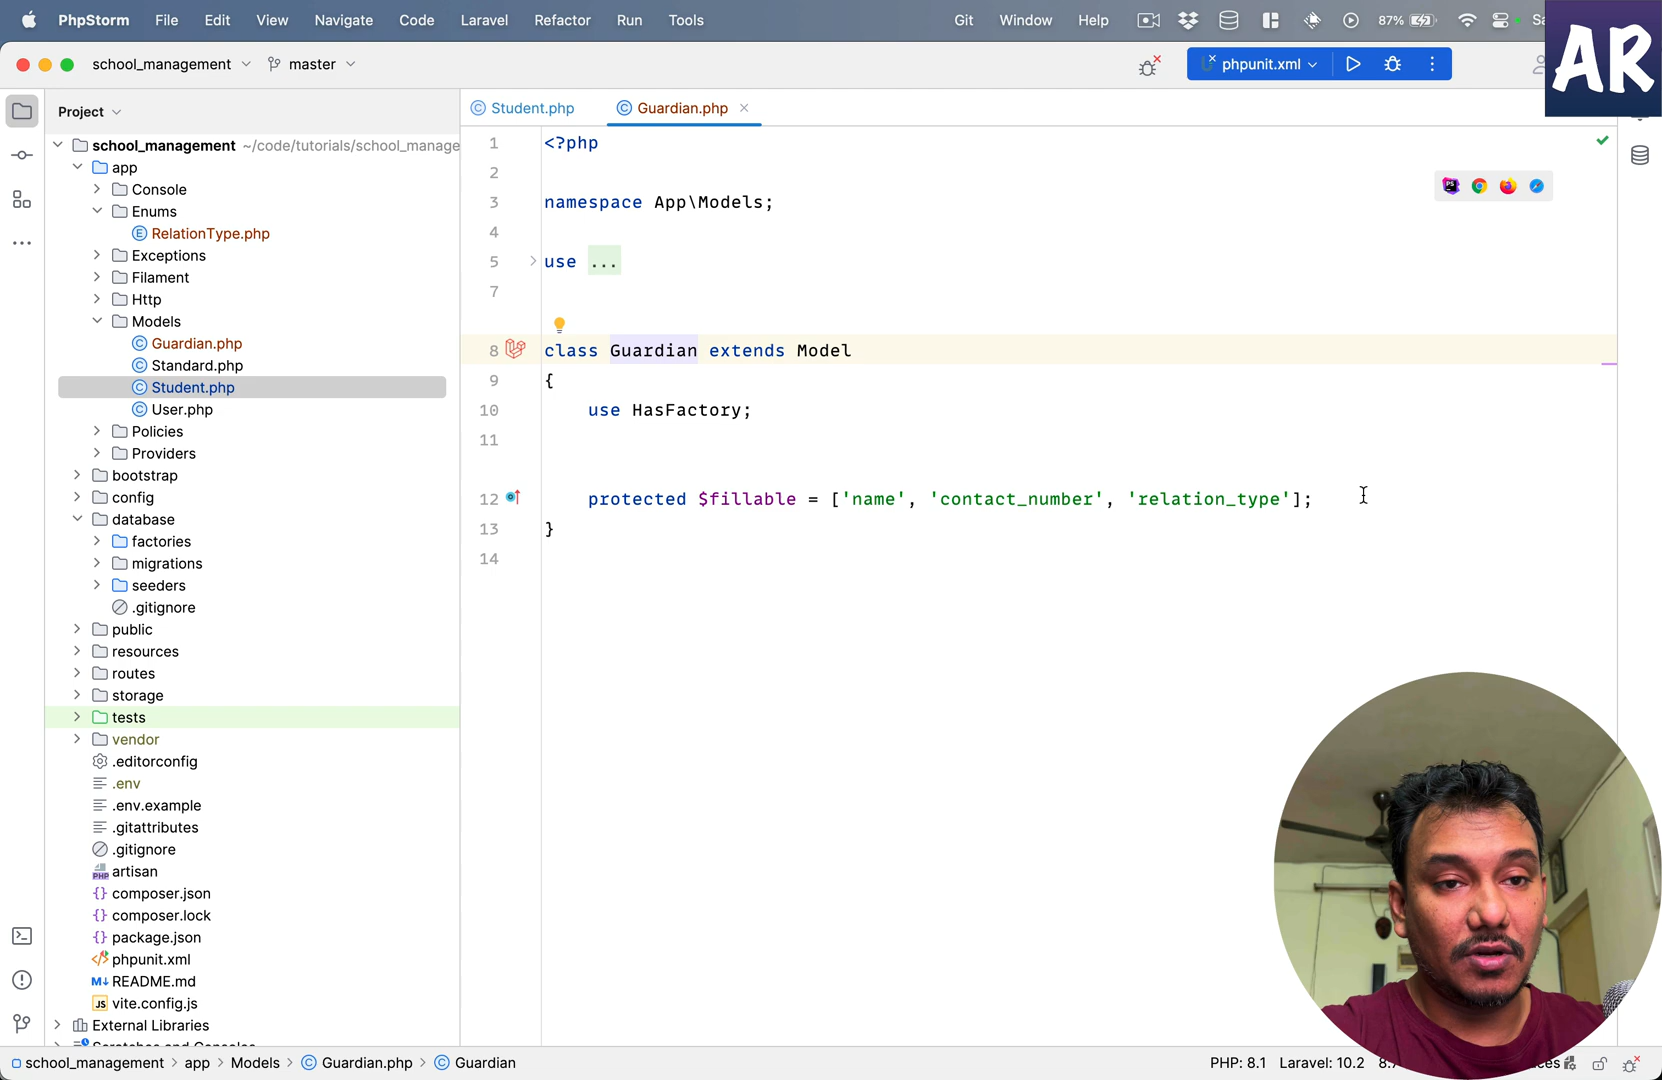 PhpStorm File Edit View Navigate Code Laravel Refactor Run Tools Git Window Help 87%
AR
school_management master phpunit.xml
Project
Student.php Guardian.php
school_management ~/code/tutorials/school_manage
app
Console
Enums
RelationType.php
Exceptions
Filament
Http
Models
Guardian.php
Standard.php
Student.php
User.php
Policies
Providers
bootstrap
config
database
factories
migrations
seeders
.gitignore
public
resources
routes
storage
tests
vendor
.editorconfig
.env
.env.example
.gitattributes
.gitignore
artisan
composer.json
composer.lock
package.json
phpunit.xml
README.md
vite.config.js
External Libraries
1 <?php
2
3 namespace App\Models;
4
5 use ...
7
8 class Guardian extends Model
9 {
10 use HasFactory;
11
12 protected $fillable = ['name', 'contact_number', 'relation_type'];
13 }
14
school_management > app > Models > Guardian.php > Guardian PHP: 8.1 Laravel: 10.2